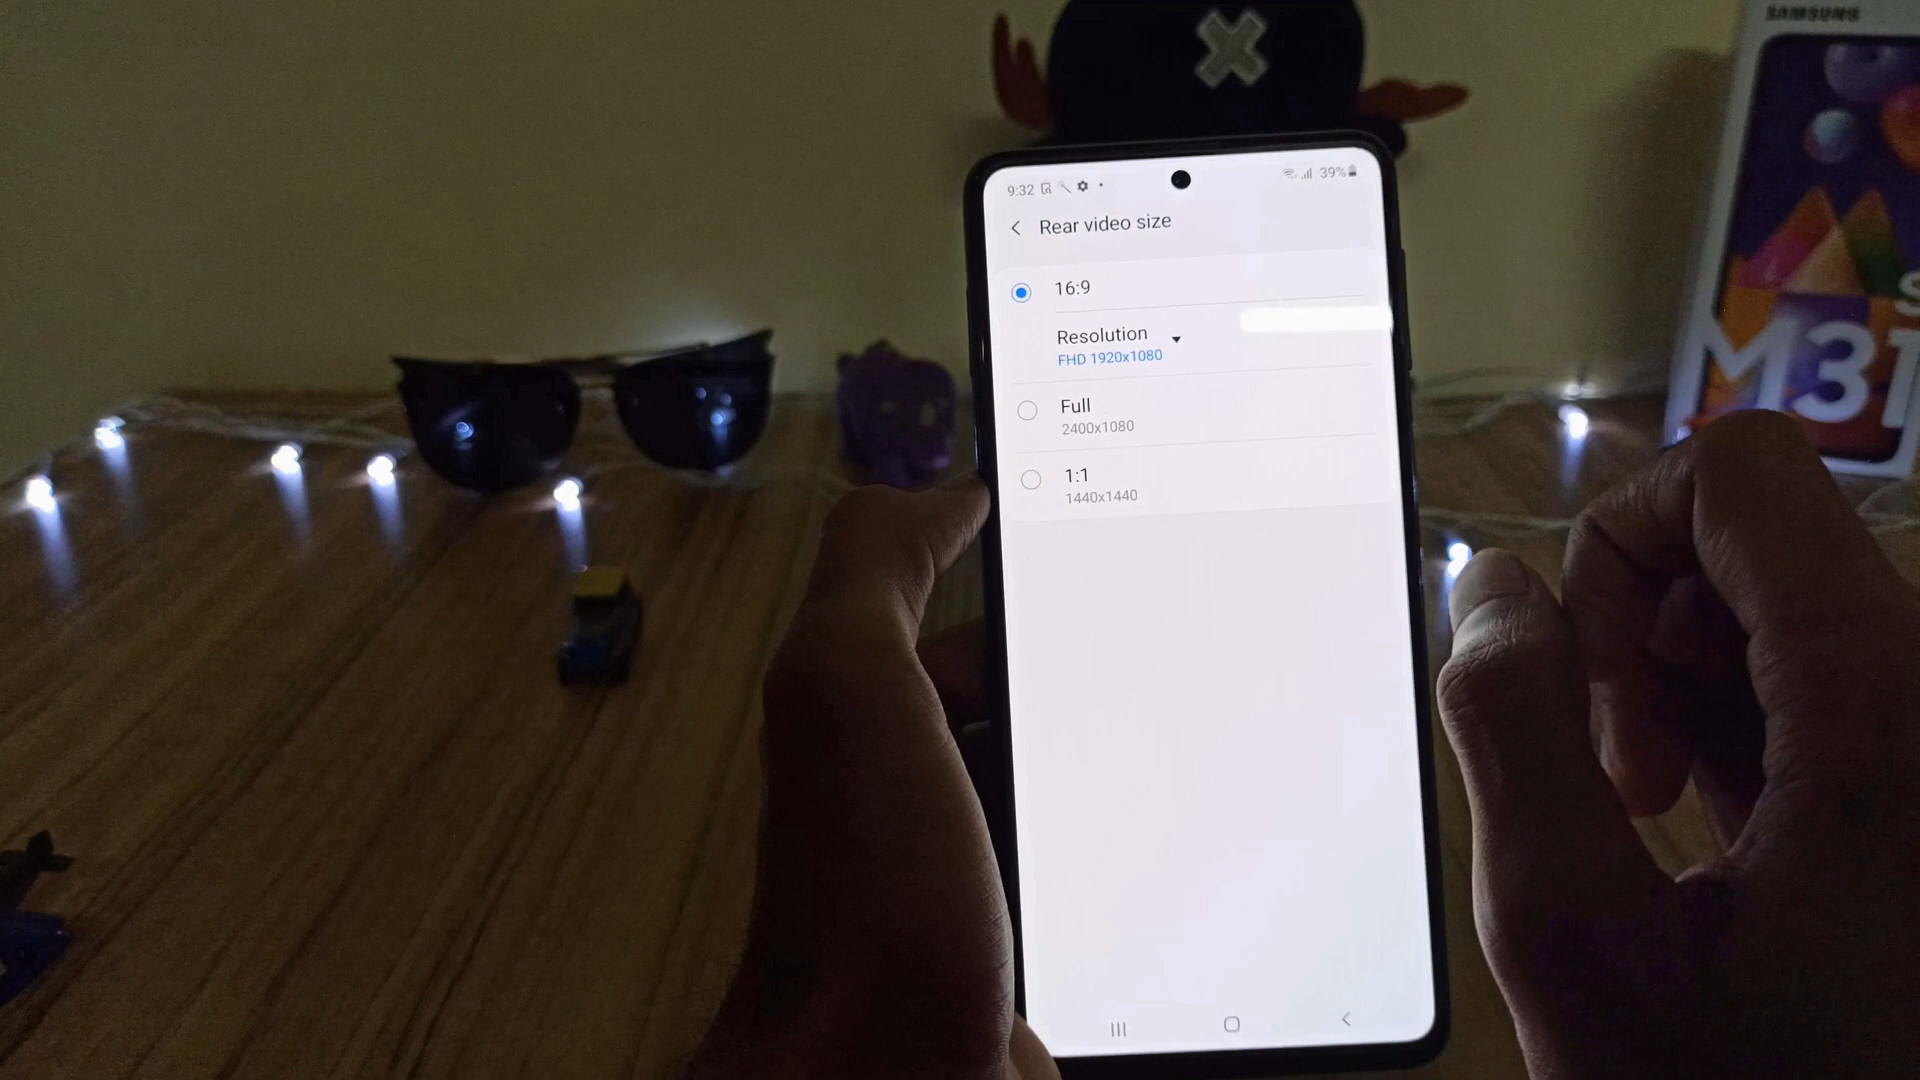 SAMSUNG
9:32
39%
Rear video size
16:9
Resolution
FHD 1920x1080
Full
2400x1080
1:1
1440x1440
M31